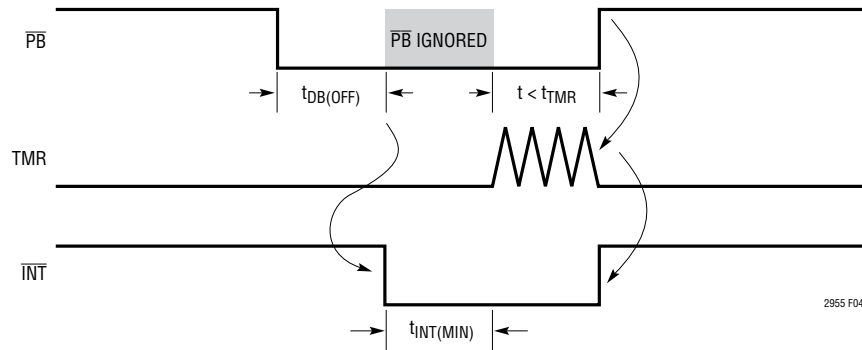 PB
PB IGNORED
tDB(OFF)
t < tTMR
TMR
INT
2955 F04
tINT(MIN)